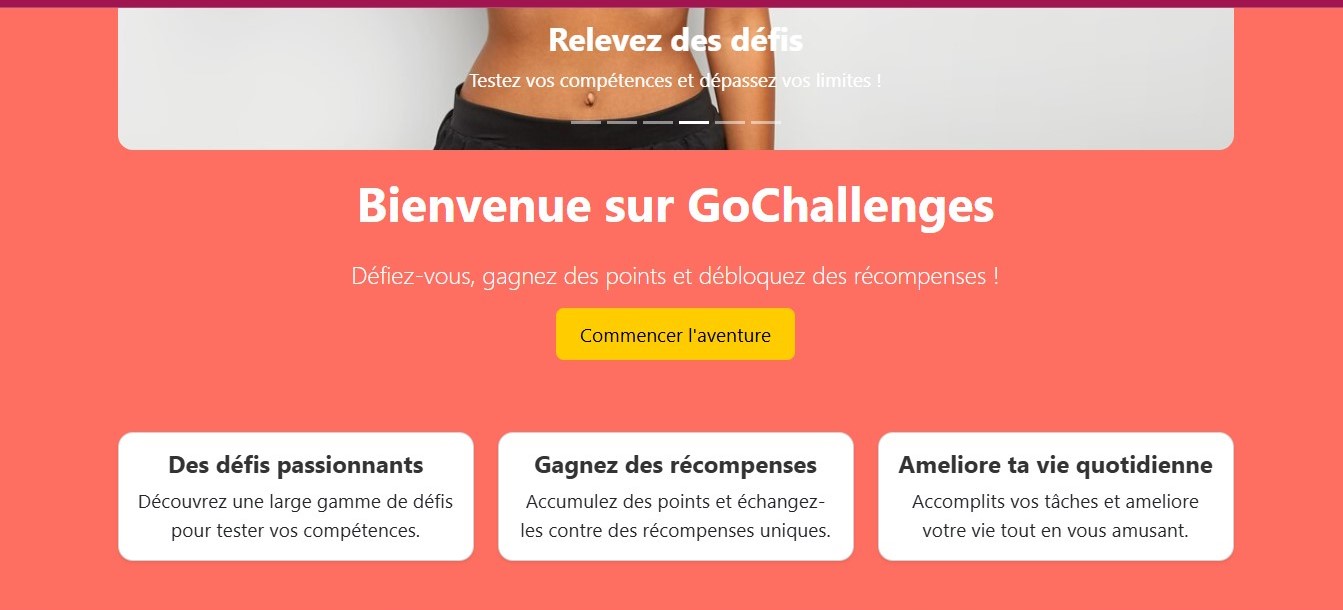 Relevez des défis
Testez vos compétences et dépassez vos limites !
Bienvenue sur GoChallenges
Défiez-vous, gagnez des points et débloquez des récompenses !
Commencer l'aventure
Des défis passionnants
Découvrez une large gamme de défis
pour tester vos compétences.
Gagnez des récompenses
Accumulez des points et échangez-
les contre des récompenses uniques.
Ameliore ta vie quotidienne
Accomplits vos tâches et ameliore
votre vie tout en vous amusant.